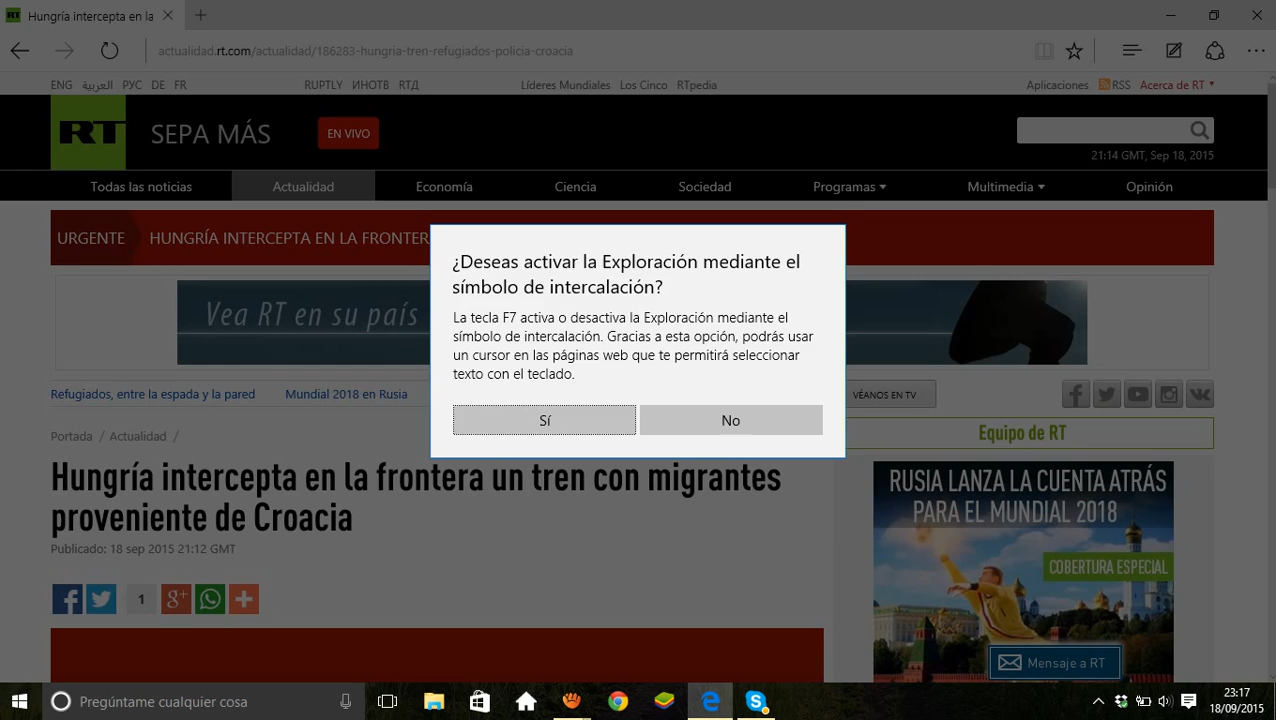 Hungría intercepta en la
actualidad.rt.com/actualidad/186283-hungria-tren-refugiados-policia-croacia
ENG العربية РУС DE FR RUPTLY ИНОТВ RTД Líderes Mundiales Los Cinco RTpedia Aplicaciones RSS Acerca de RT
RT SEPA MÁS EN VIVO
21:14 GMT, Sep 18, 2015
Todas las noticias Actualidad Economía Ciencia Sociedad Programas Multimedia Opinión
URGENTE HUNGRÍA INTERCEPTA EN LA FRONTER
Vea RT en su país
¿Deseas activar la Exploración mediante el
símbolo de intercalación?
La tecla F7 activa o desactiva la Exploración mediante el
símbolo de intercalación. Gracias a esta opción, podrás usar
un cursor en las páginas web que te permitirá seleccionar
texto con el teclado.
Sí No
Refugiados, entre la espada y la pared Mundial 2018 en Rusia VÉANOS EN TV
Portada / Actualidad /
Equipo de RT
Hungría intercepta en la frontera un tren con migrantes
proveniente de Croacia
Publicado: 18 sep 2015 21:12 GMT
1
RUSIA LANZA LA CUENTA ATRÁS
PARA EL MUNDIAL 2018
COBERTURA ESPECIAL
Mensaje a RT
Pregúntame cualquier cosa
23:17
18/09/2015